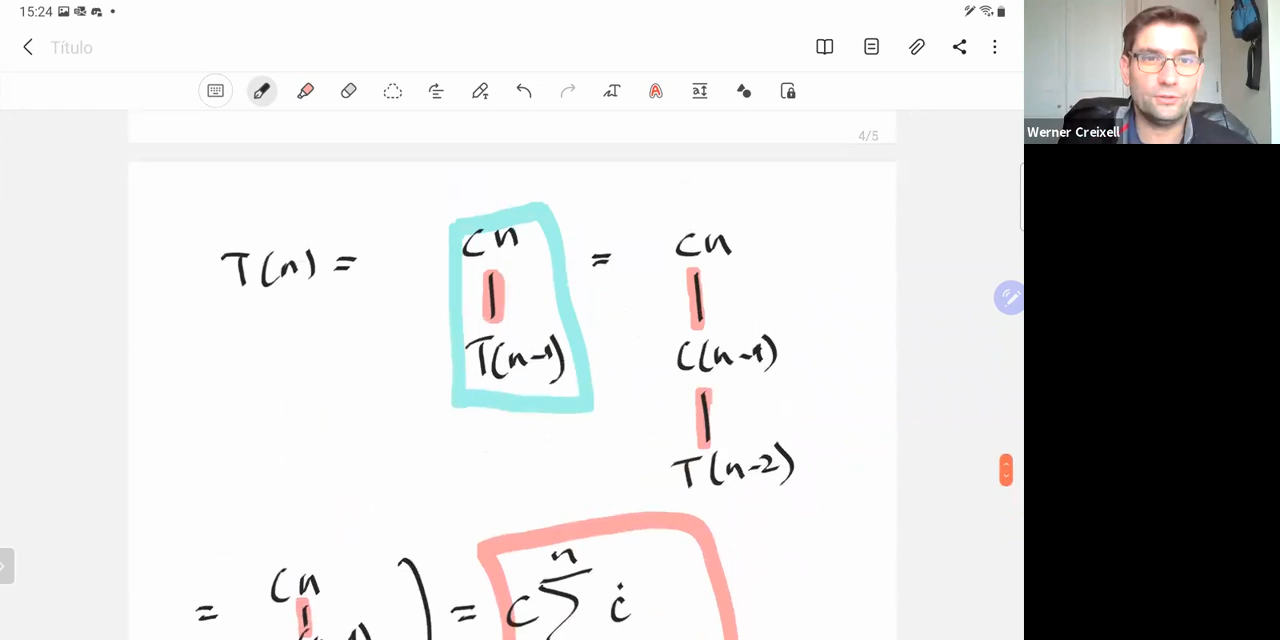 15:24
Título
Werner Creixell
4/5
T(n) = cn = cn
T(n-1) c(n-1)
T(n-2)
n
= cn ) = c Σ i